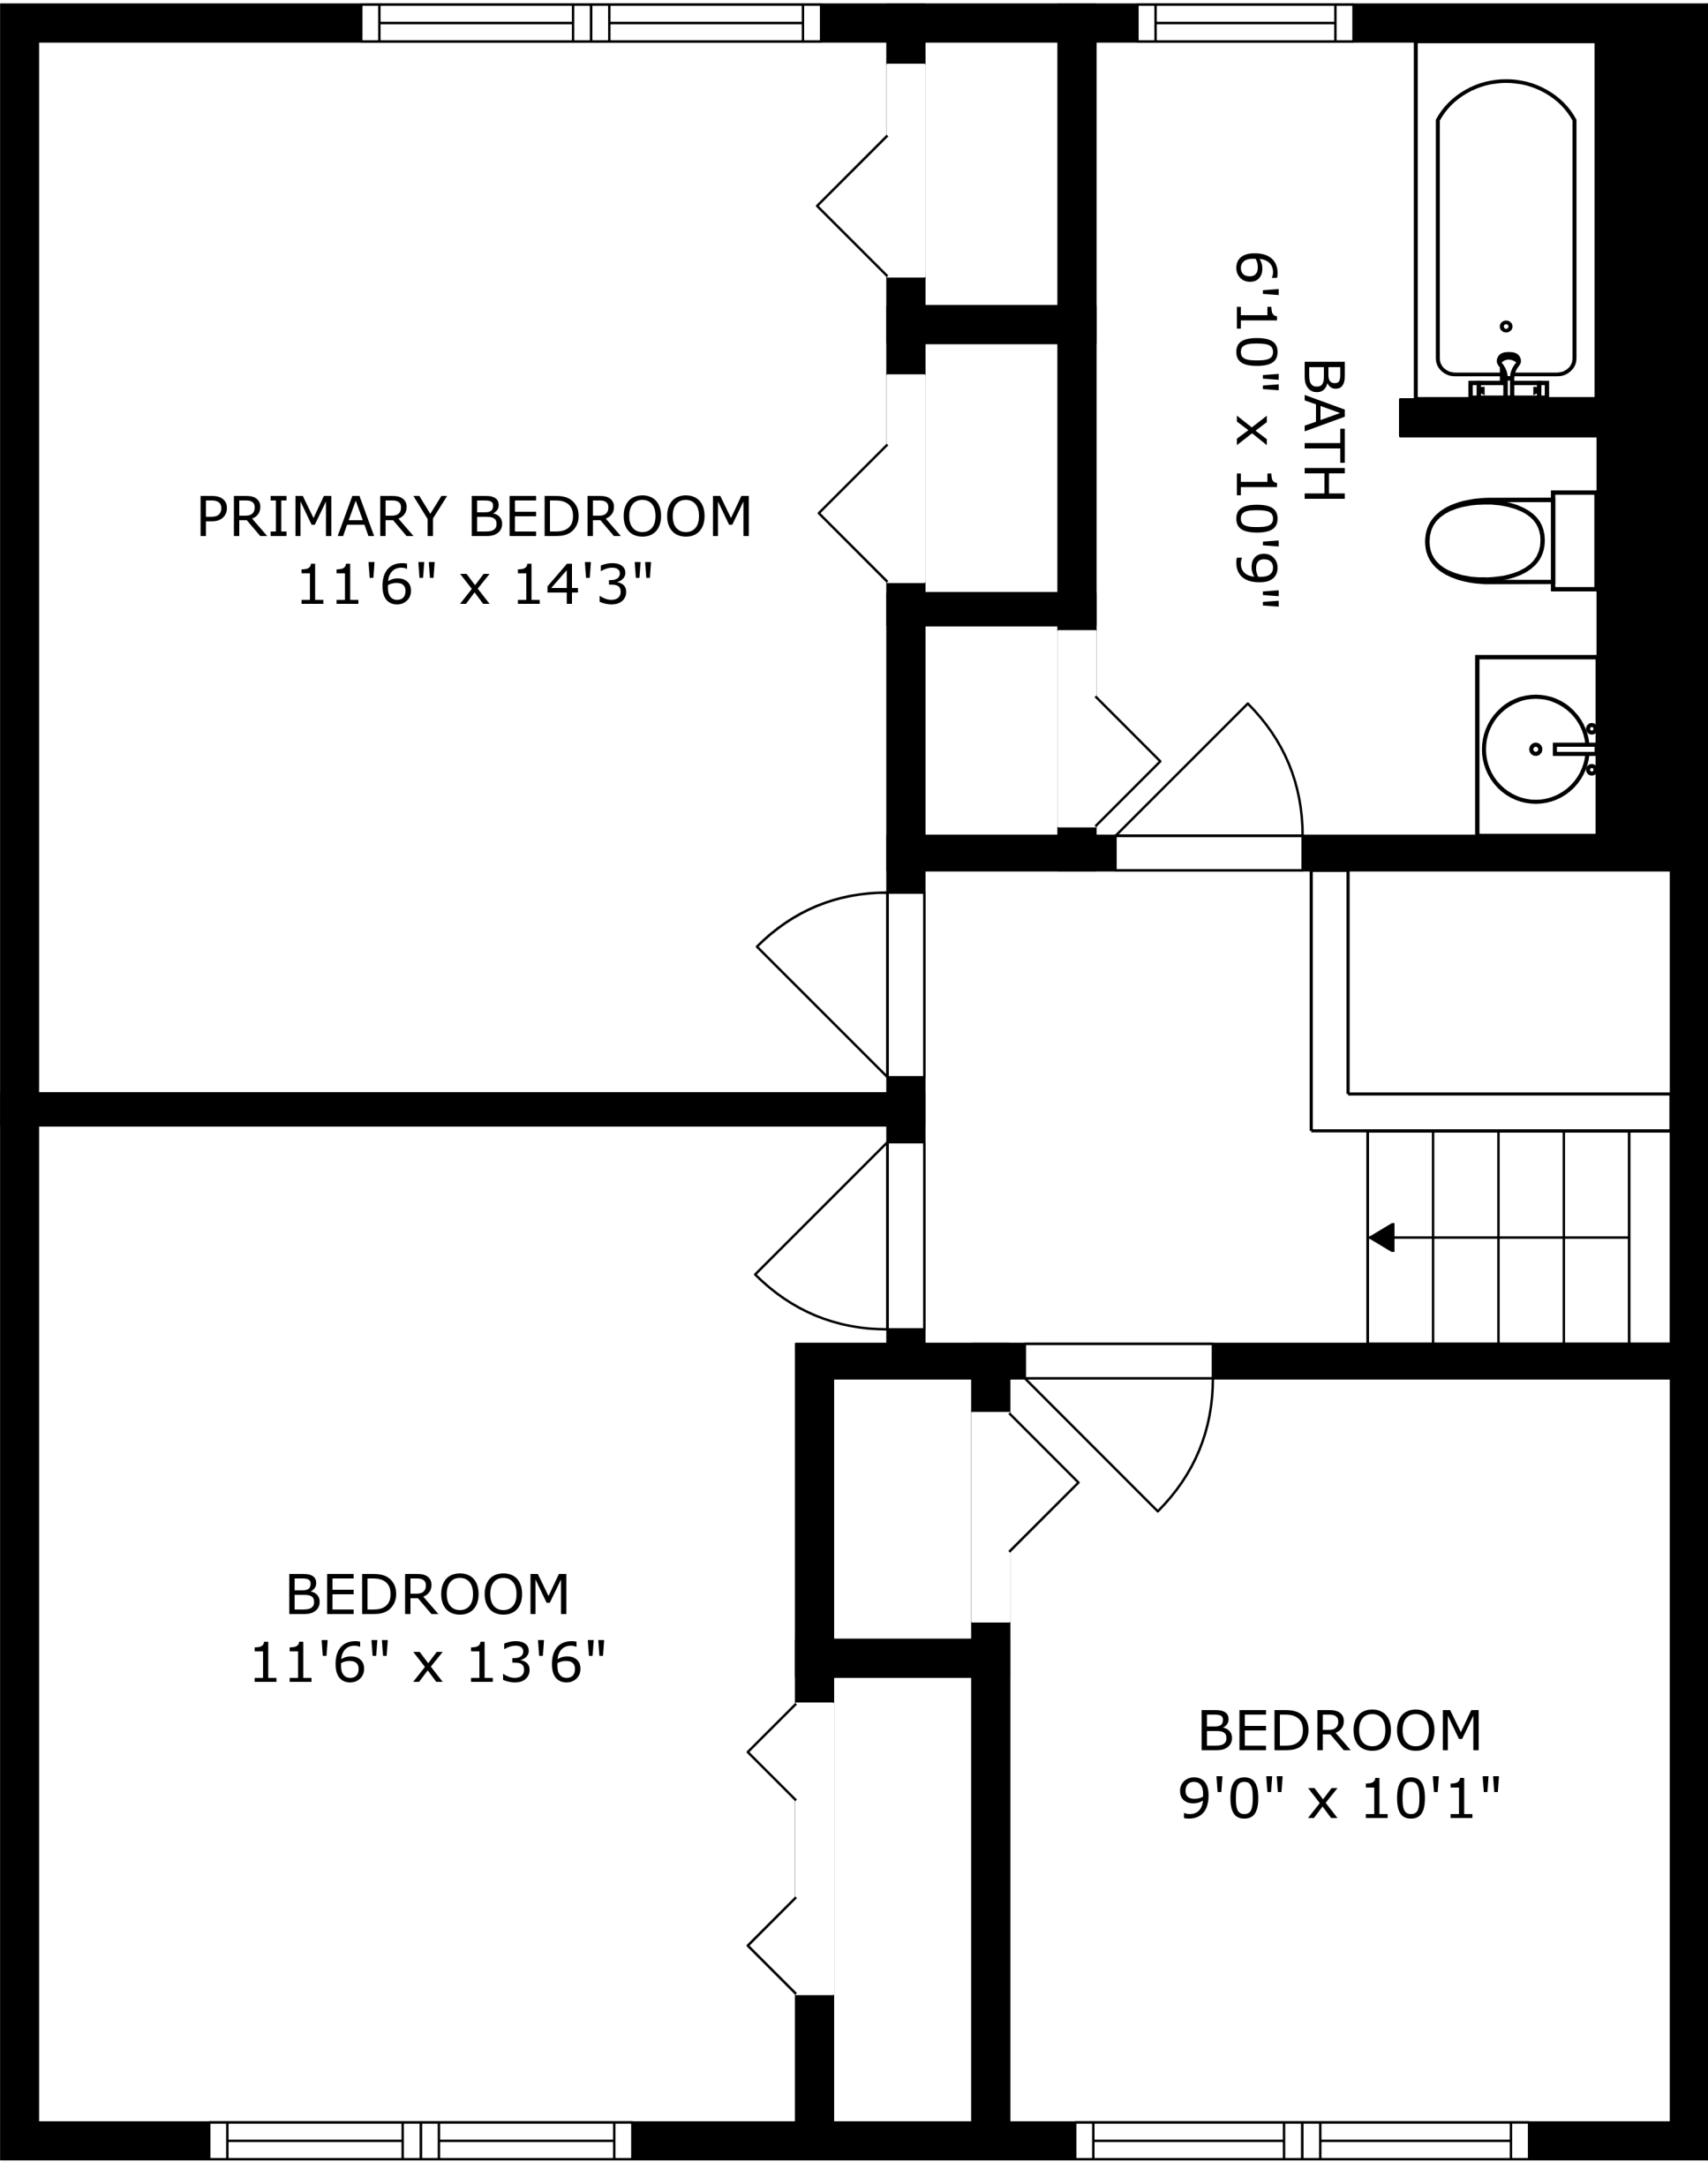 BATH
6'10" x 10'9"
PRIMARY BEDROOM
11'6" x 14'3"
BEDROOM
11'6" x 13'6"
BEDROOM
9'0" x 10'1"